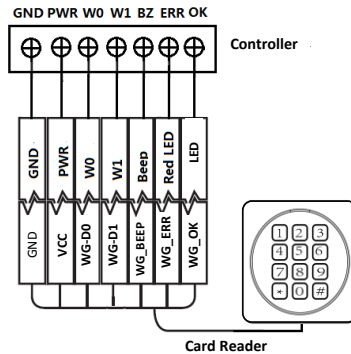 GND PWR W0 W1 BZ ERR OK
Controller
GND PWR W0 W1 Beep Red LED LED
GND VCC WG-D0 WG-D1 WG_BEEP WG_ERR WG_OK
1 2 3
4 5 6
7 8 9
* 0 #
Card Reader